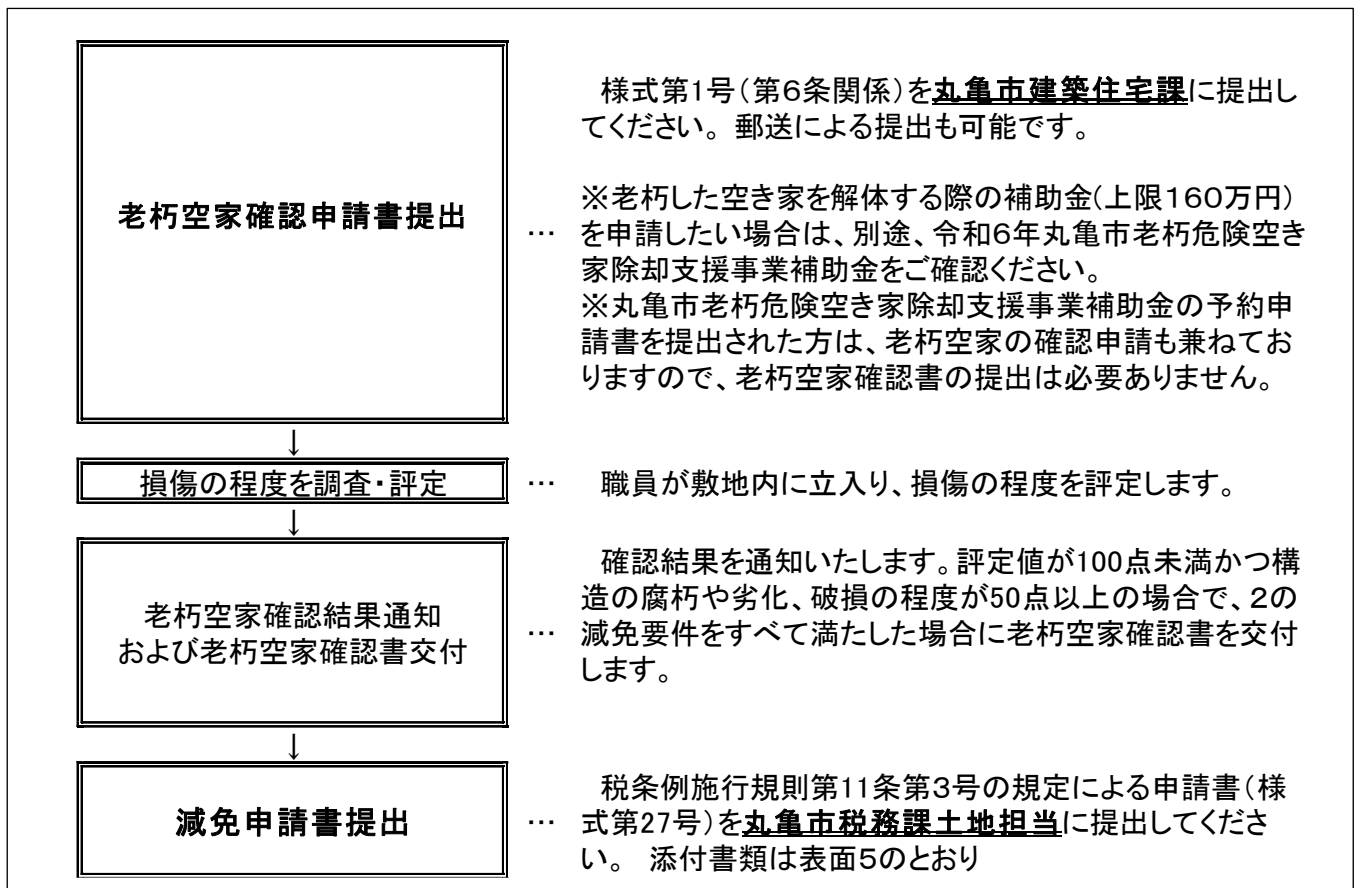 様式第1号（第6条関係）を丸亀市建築住宅課に提出し
てください。 郵送による提出も可能です。
老朽空家確認申請書提出
…
※老朽した空き家を解体する際の補助金(上限１６０万円)
を申請したい場合は、別途、令和６年丸亀市老朽危険空き
家除却支援事業補助金をご確認ください。
※丸亀市老朽危険空き家除却支援事業補助金の予約申
請書を提出された方は、老朽空家の確認申請も兼ねてお
りますので、老朽空家確認書の提出は必要ありません。
↓
損傷の程度を調査・評定 … 職員が敷地内に立入り、損傷の程度を評定します。
↓
老朽空家確認結果通知
および老朽空家確認書交付
…
確認結果を通知いたします。評定値が100点未満かつ構
造の腐朽や劣化、破損の程度が50点以上の場合で、２の
減免要件をすべて満たした場合に老朽空家確認書を交付
します。
↓
減免申請書提出
…
税条例施行規則第11条第３号の規定による申請書（様
式第27号）を丸亀市税務課土地担当に提出してくださ
い。 添付書類は表面５のとおり